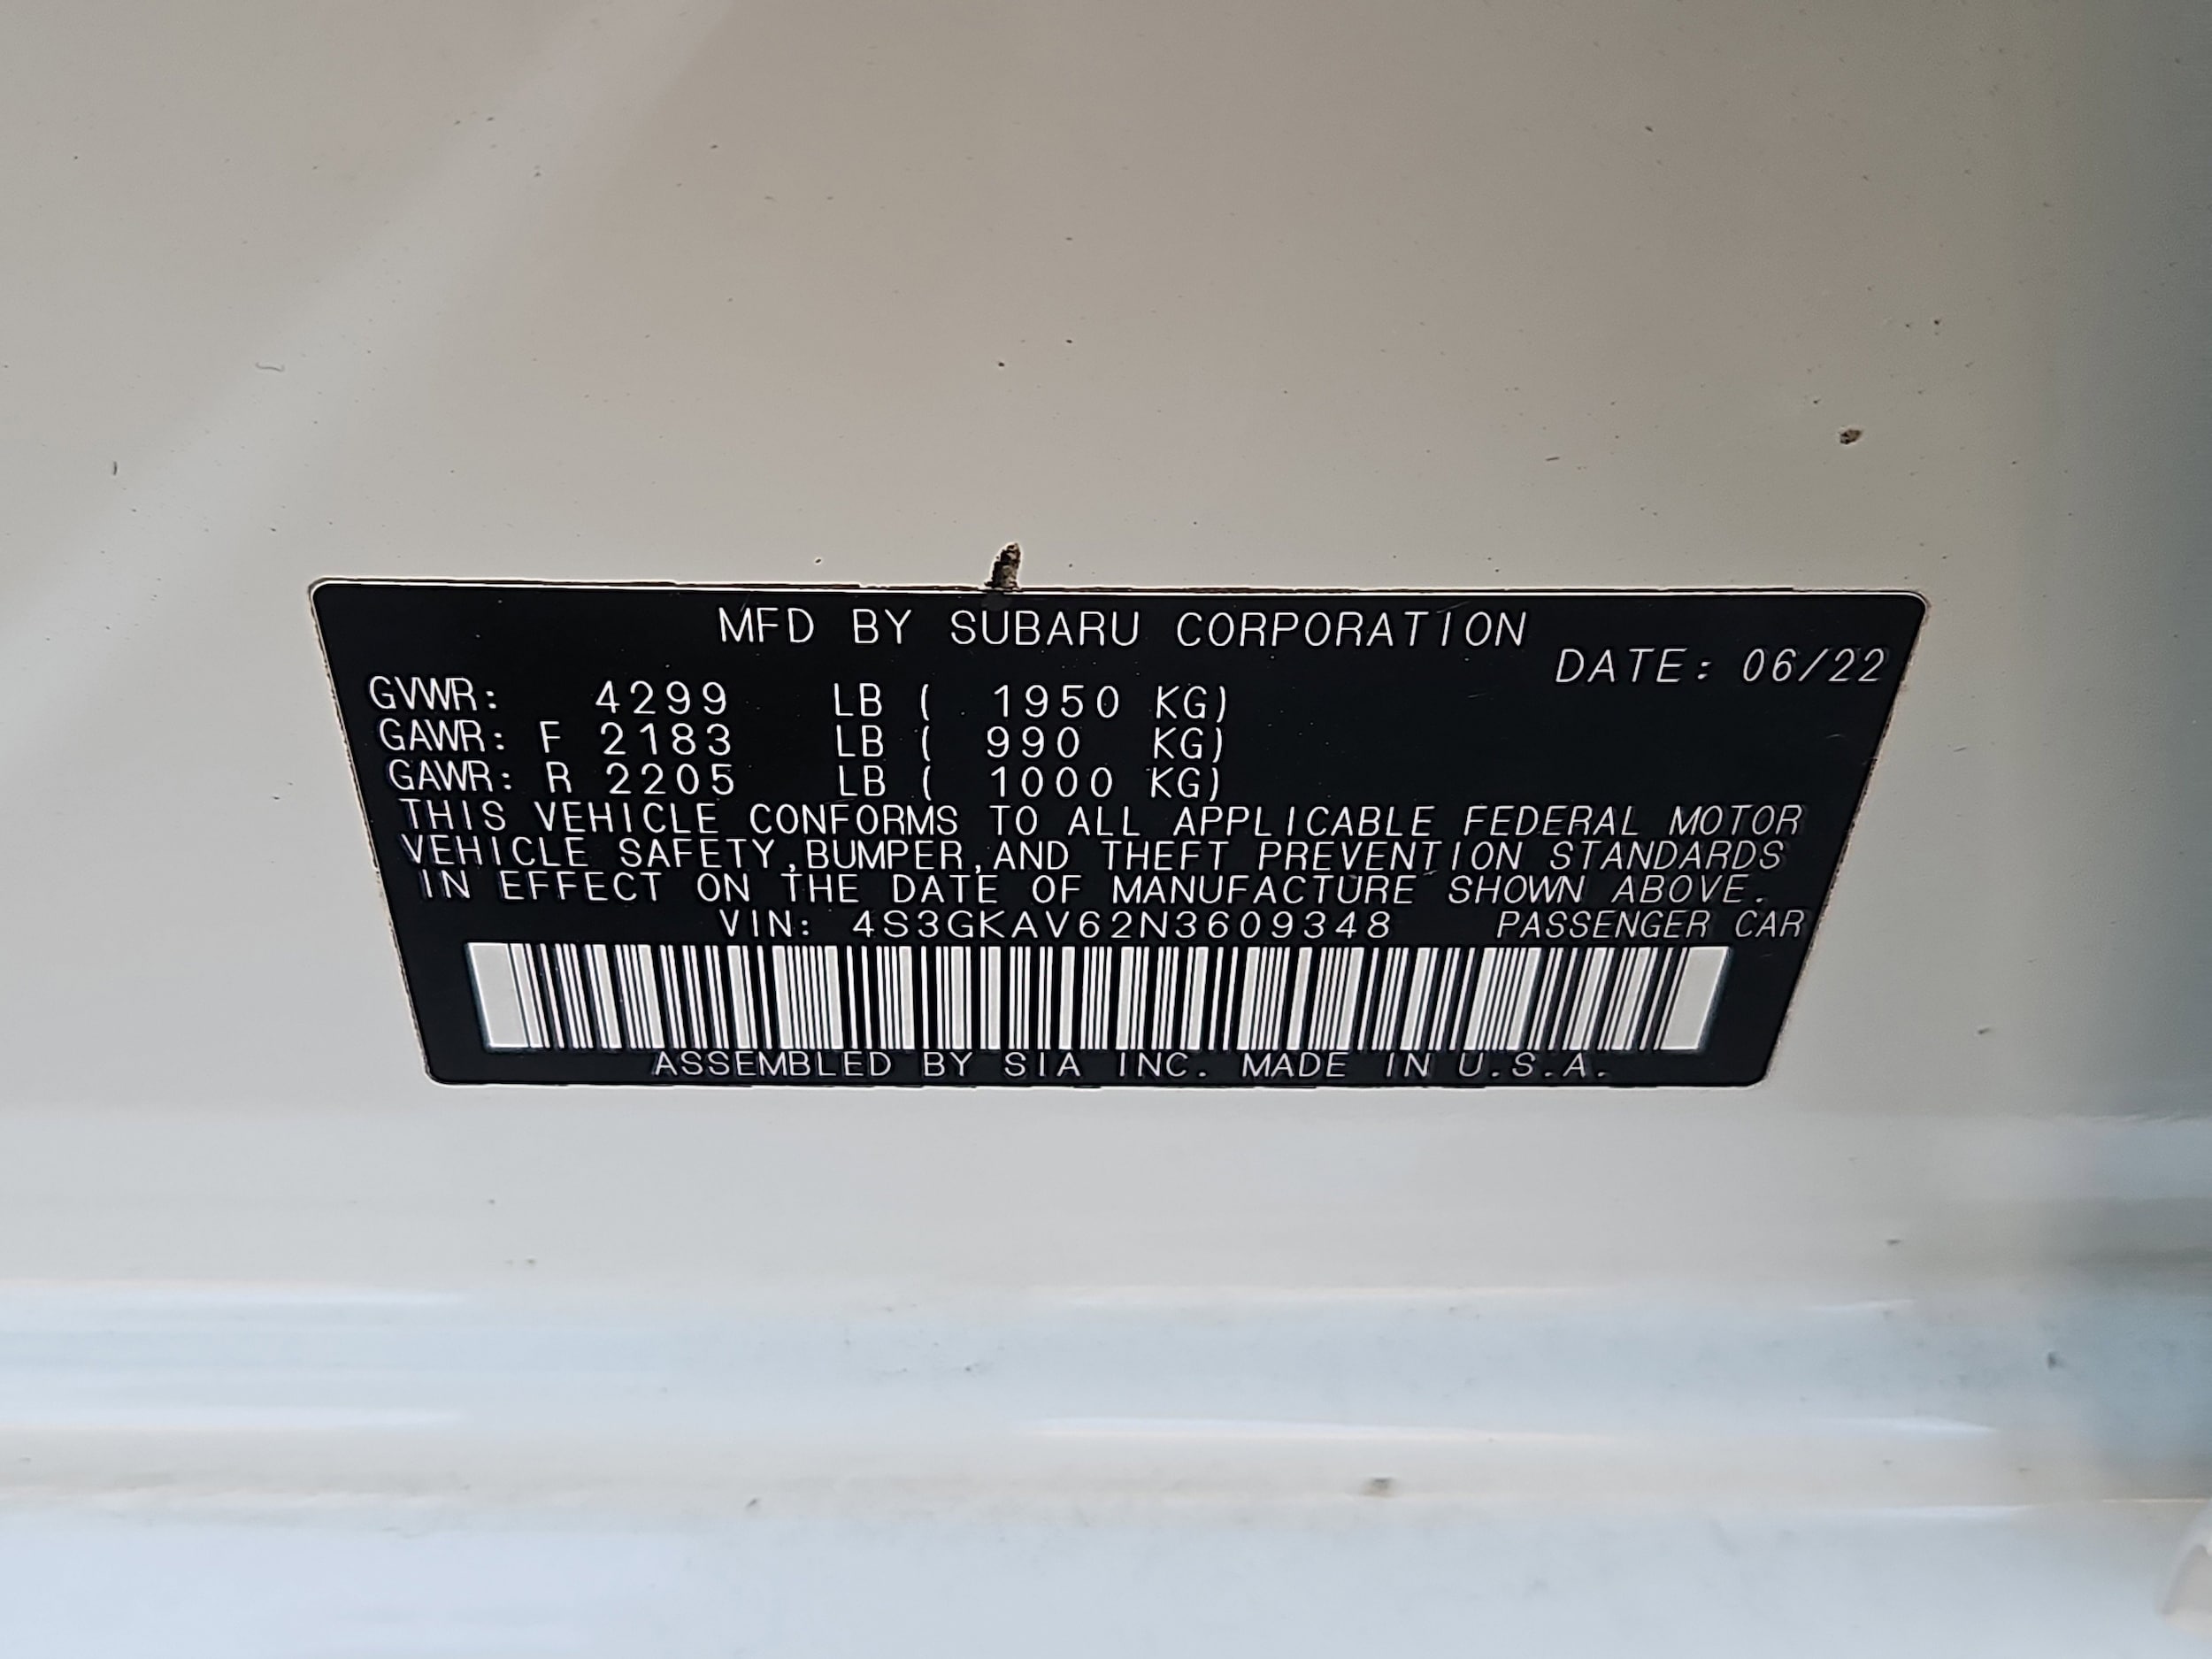 MFD BY SUBARU CORPORATION
DATE: 06/22
GVWR: 4299 LB ( 1950 KG)
GAWR: F 2183 LB ( 990 KG)
GAWR: R 2205 LB ( 1000 KG)
THIS VEHICLE CONFORMS TO ALL APPLICABLE FEDERAL MOTOR
VEHICLE SAFETY,BUMPER,AND THEFT PREVENTION STANDARDS
IN EFFECT ON THE DATE OF MANUFACTURE SHOWN ABOVE.
VIN: 4S3GKAV62N3609348 PASSENGER CAR
ASSEMBLED BY SIA INC. MADE IN U.S.A.